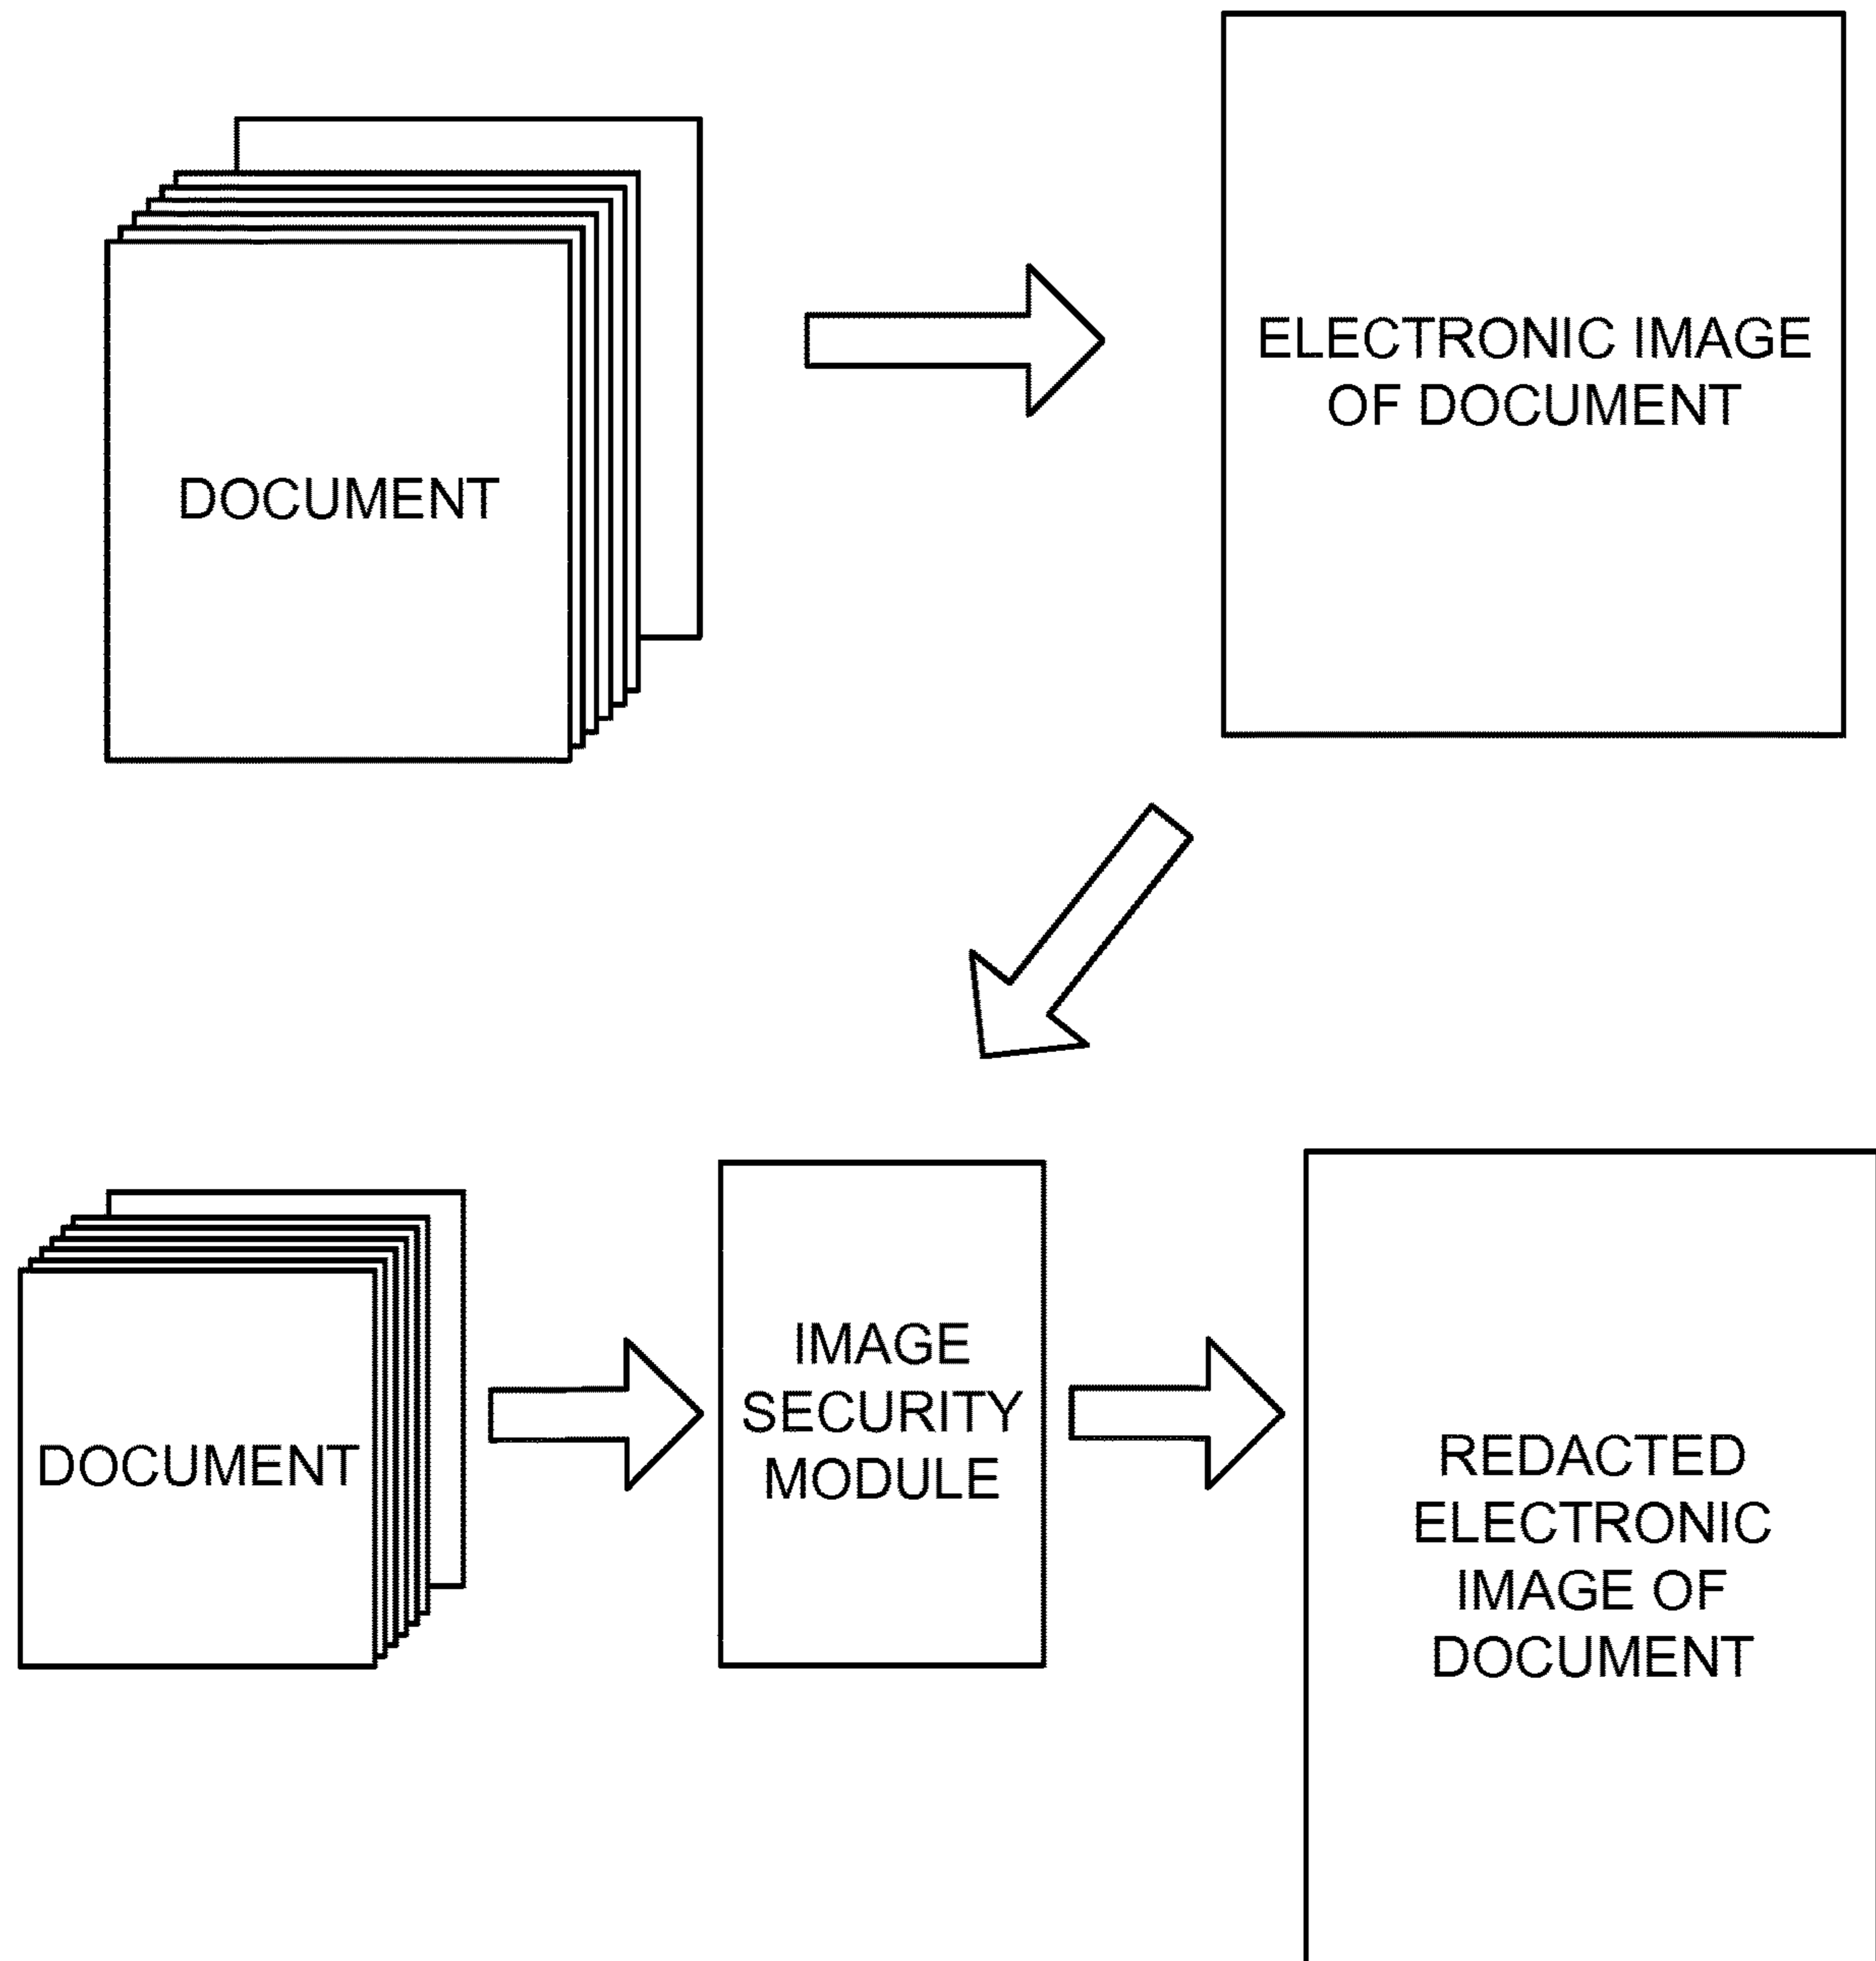 DOCUMENT
ELECTRONIC IMAGE
OF DOCUMENT
DOCUMENT
IMAGE
SECURITY
MODULE
REDACTED
ELECTRONIC
IMAGE OF
DOCUMENT